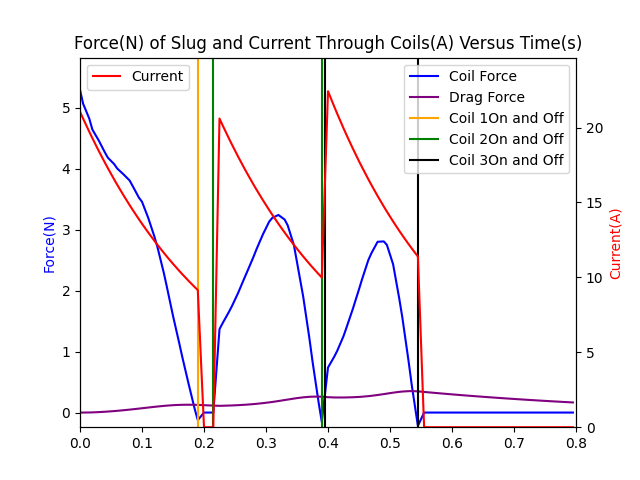 Force(N) of Slug and Current Through Coils(A) Versus Time(s)
Current
Coil Force
Drag Force
Coil 1On and Off
Coil 2On and Off
Coil 3On and Off
Force(N)
5
4
3
2
1
0
20
15
10
5
0
Current(A)
0.0 0.1 0.2 0.3 0.4 0.5 0.6 0.7 0.8